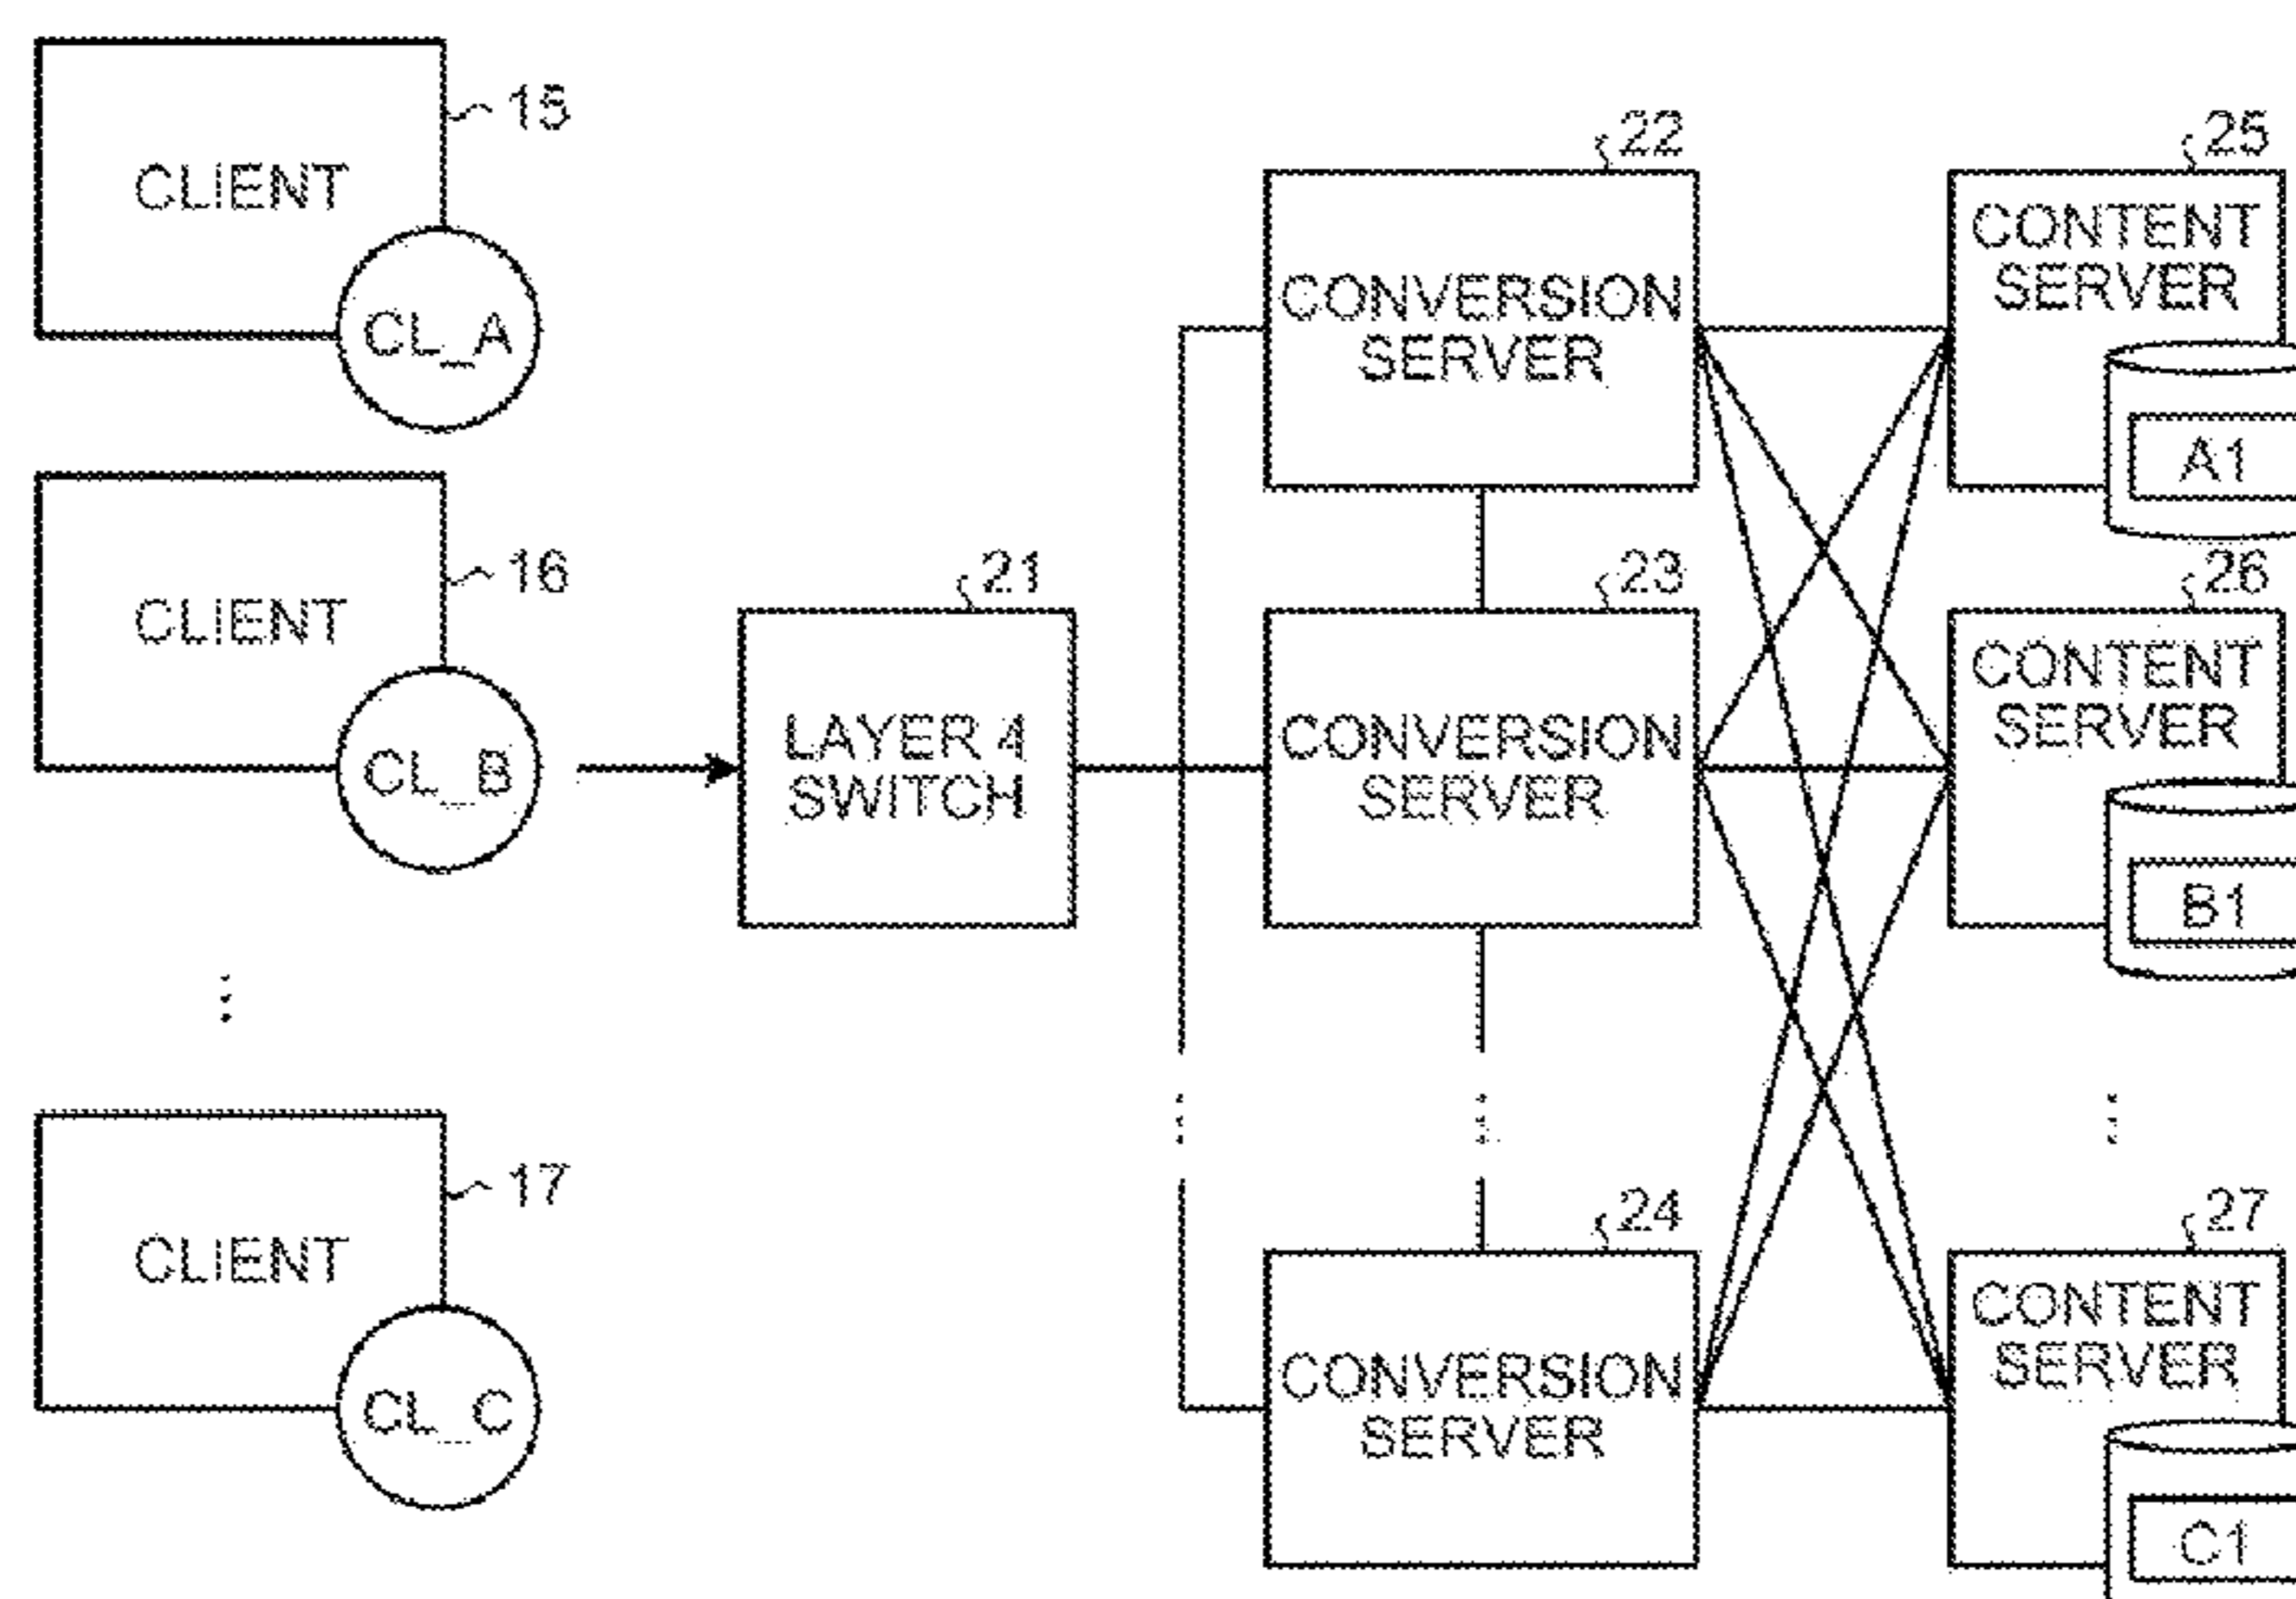 15
CLIENT
CL_A
16
CLIENT
CL_B
17
CLIENT
CL_C
21
LAYER 4
SWITCH
22
CONVERSION
SERVER
23
CONVERSION
SERVER
24
CONVERSION
SERVER
25
CONTENT
SERVER
A1
26
CONTENT
SERVER
B1
27
CONTENT
SERVER
C1